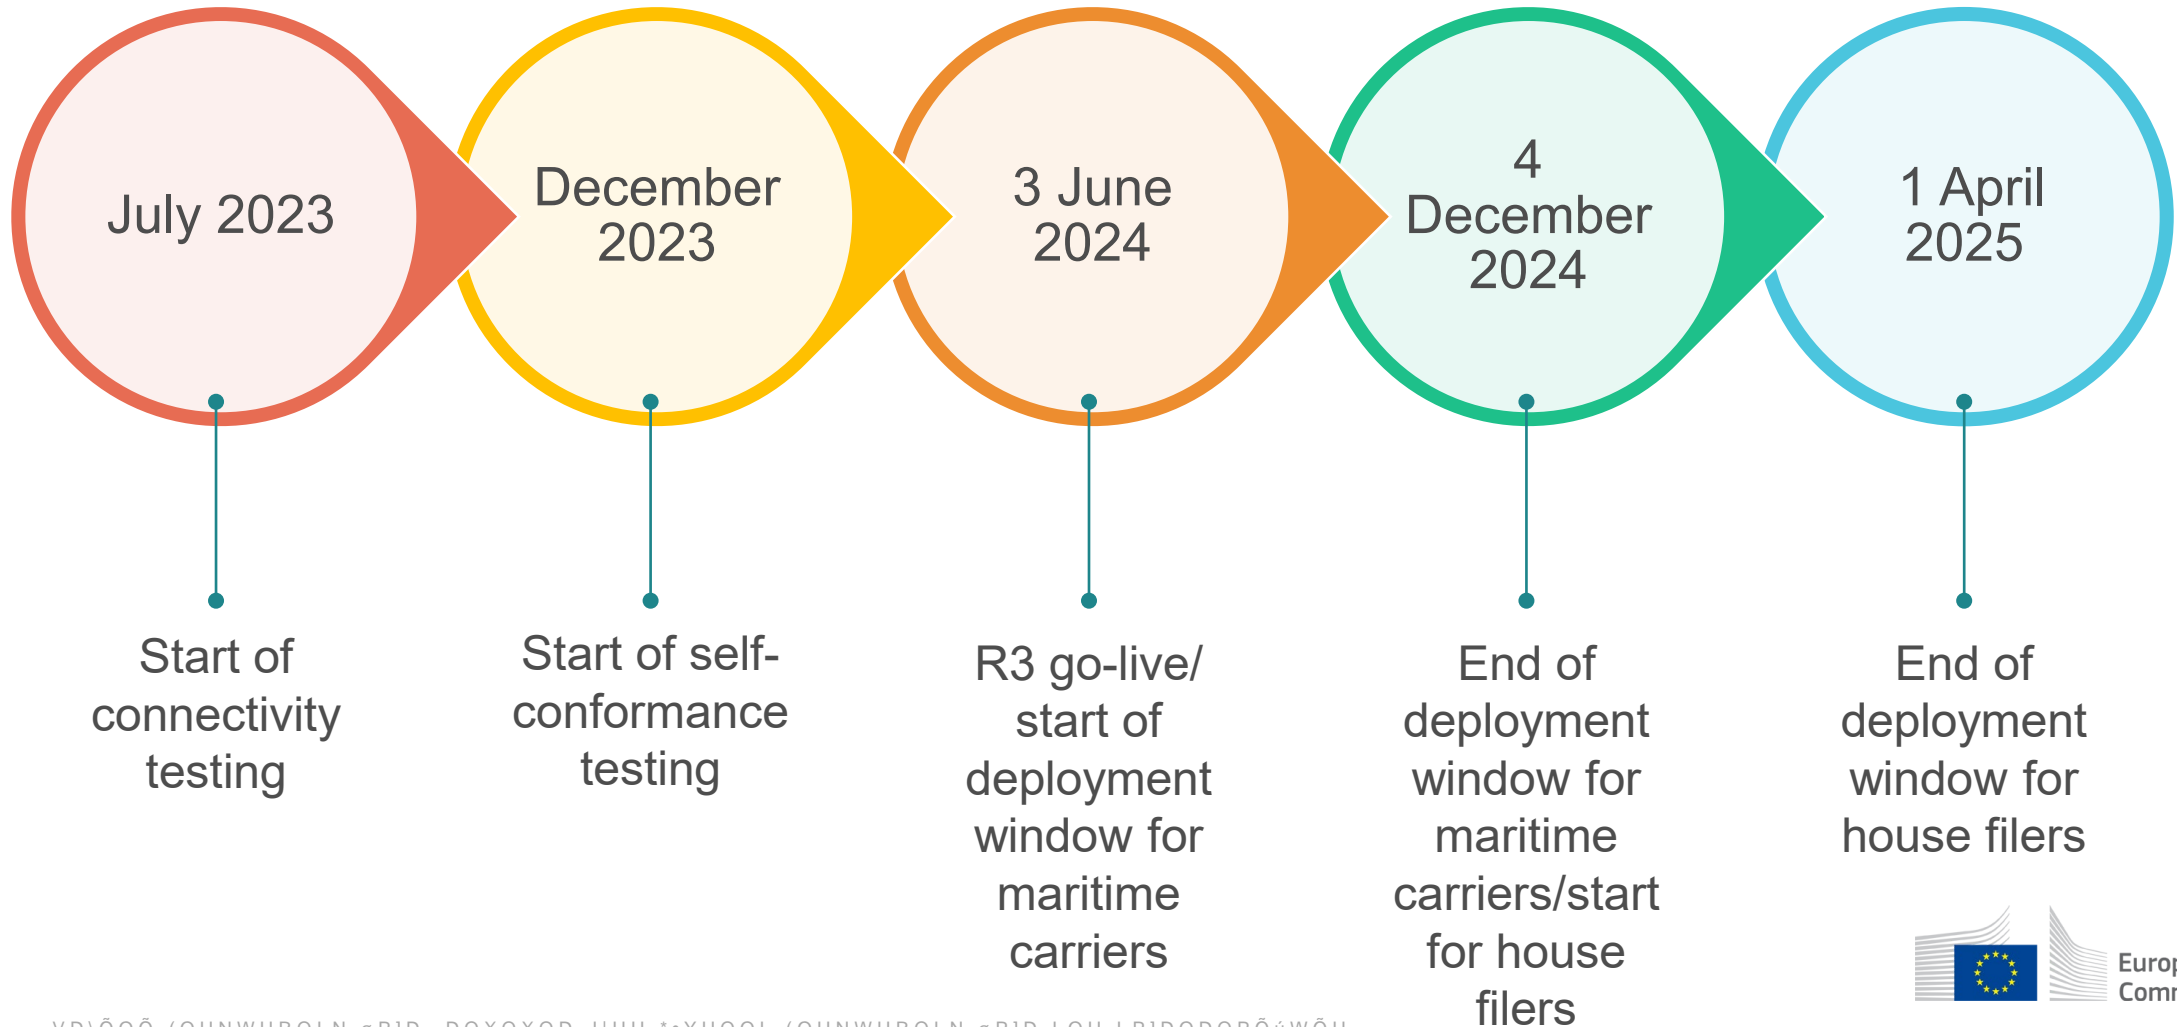 July 2023
December
2023
3 June
2024
4
December
2024
1 April
2025
Start of
connectivity
testing
Start of self-
conformance
testing
R3 go-live/
start of
deployment
window for
maritime
carriers
End of
deployment
window for
maritime
carriers/start
for house
filers
End of
deployment
window for
house filers